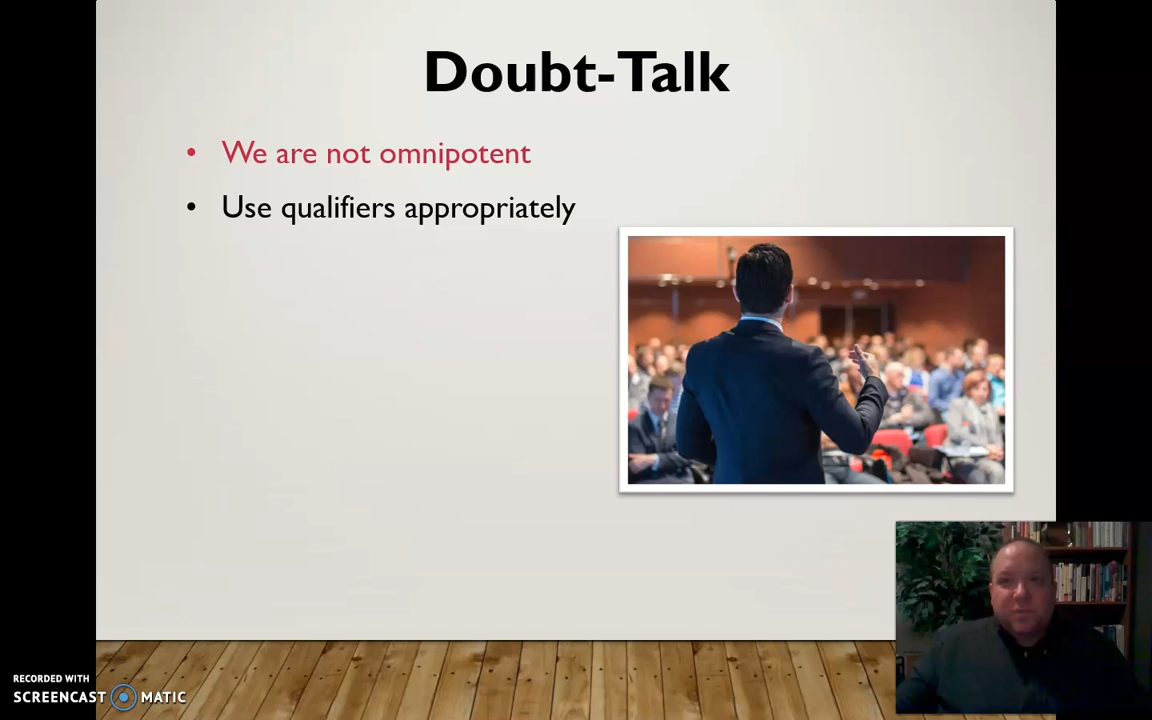 Doubt-Talk
• We are not omnipotent
• Use qualifiers appropriately
RECORDED WITH
SCREENCAST MATIC